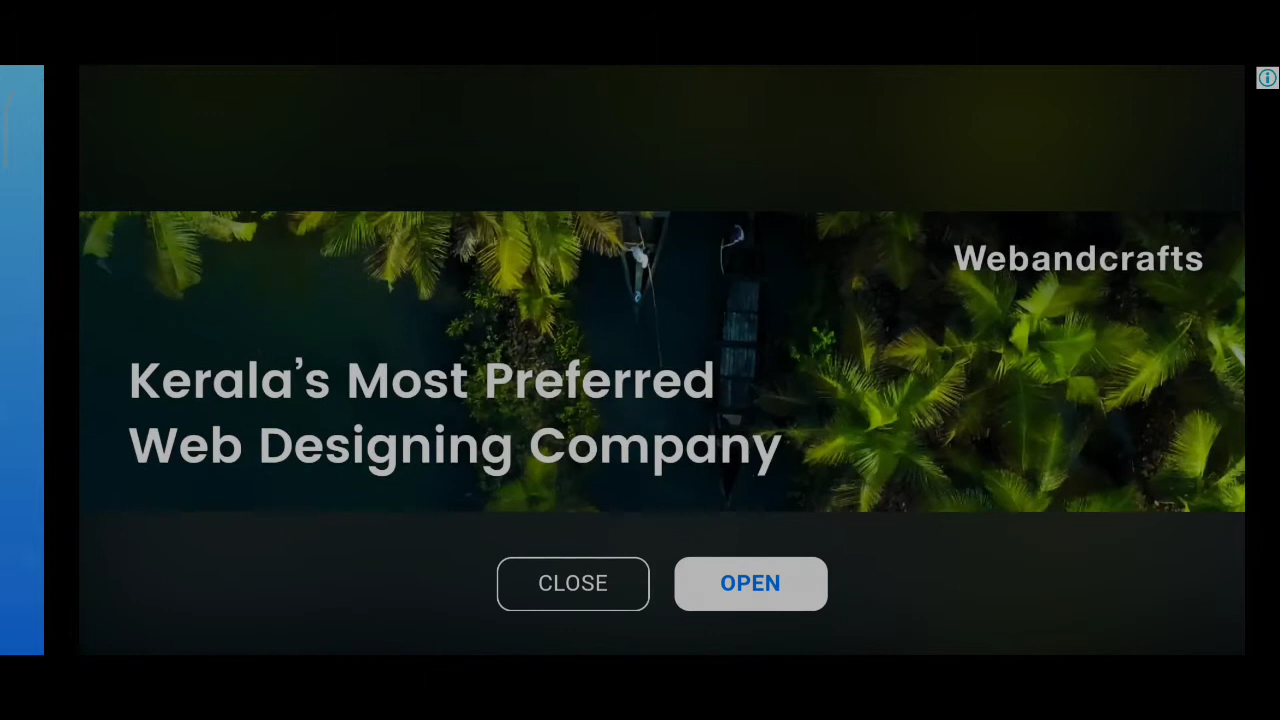 Webandcrafts
Kerala’s Most Preferred
Web Designing Company
CLOSE
OPEN